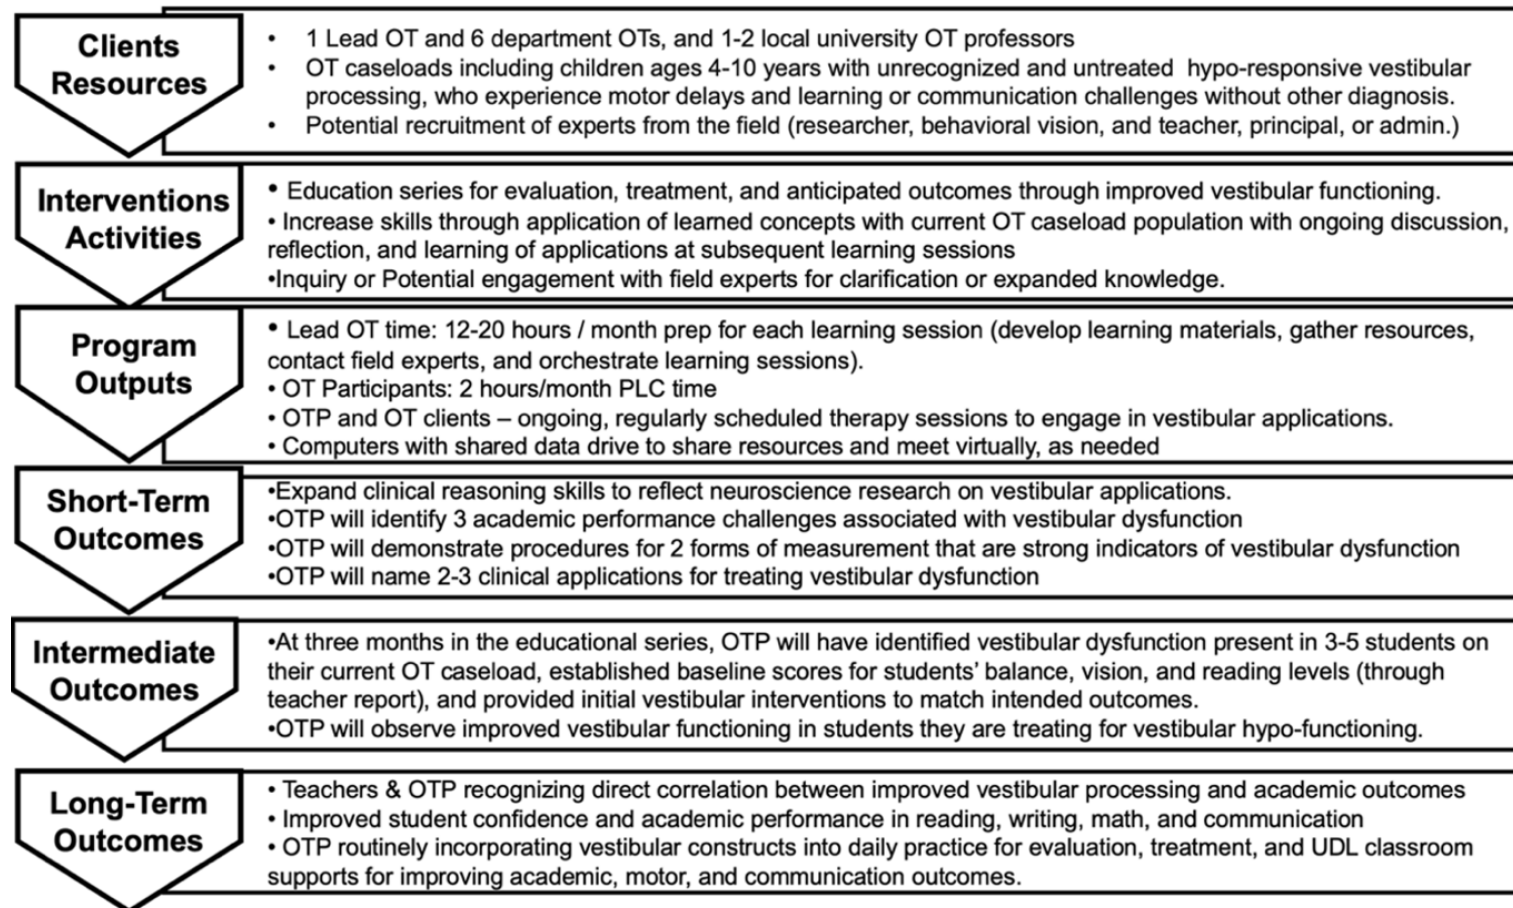 Clients
Resources
• 1 Lead OT and 6 department OTs, and 1-2 local university OT professors
• OT caseloads including children ages 4-10 years with unrecognized and untreated hypo-responsive vestibular
processing, who experience motor delays and learning or communication challenges without other diagnosis.
• Potential recruitment of experts from the field (researcher, behavioral vision, and teacher, principal, or admin.)
Interventions
Activities
• Education series for evaluation, treatment, and anticipated outcomes through improved vestibular functioning.
• Increase skills through application of learned concepts with current OT caseload population with ongoing discussion,
reflection, and learning of applications at subsequent learning sessions
•Inquiry or Potential engagement with field experts for clarification or expanded knowledge.
Program
Outputs
• Lead OT time: 12-20 hours / month prep for each learning session (develop learning materials, gather resources,
contact field experts, and orchestrate learning sessions).
• OT Participants: 2 hours/month PLC time
• OTP and OT clients – ongoing, regularly scheduled therapy sessions to engage in vestibular applications.
• Computers with shared data drive to share resources and meet virtually, as needed
Short-Term
Outcomes
•Expand clinical reasoning skills to reflect neuroscience research on vestibular applications.
•OTP will identify 3 academic performance challenges associated with vestibular dysfunction
•OTP will demonstrate procedures for 2 forms of measurement that are strong indicators of vestibular dysfunction
•OTP will name 2-3 clinical applications for treating vestibular dysfunction
Intermediate
Outcomes
•At three months in the educational series, OTP will have identified vestibular dysfunction present in 3-5 students on
their current OT caseload, established baseline scores for students' balance, vision, and reading levels (through
teacher report), and provided initial vestibular interventions to match intended outcomes.
•OTP will observe improved vestibular functioning in students they are treating for vestibular hypo-functioning.
Long-Term
Outcomes
• Teachers & OTP recognizing direct correlation between improved vestibular processing and academic outcomes
• Improved student confidence and academic performance in reading, writing, math, and communication
• OTP routinely incorporating vestibular constructs into daily practice for evaluation, treatment, and UDL classroom
supports for improving academic, motor, and communication outcomes.